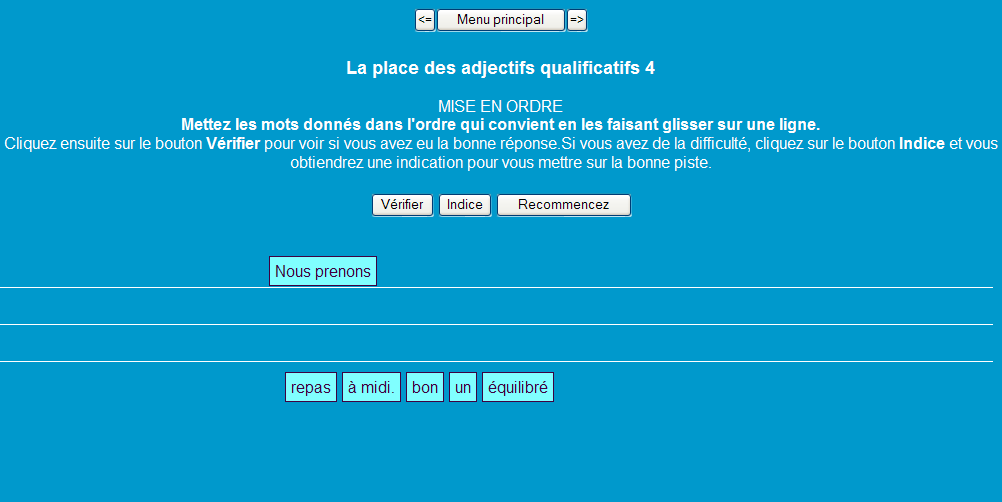 <= Menu principal =>
La place des adjectifs qualificatifs 4
MISE EN ORDRE
Mettez les mots donnés dans l'ordre qui convient en les faisant glisser sur une ligne.
Cliquez ensuite sur le bouton Vérifier pour voir si vous avez eu la bonne réponse.Si vous avez de la difficulté, cliquez sur le bouton Indice et vous
obtiendrez une indication pour vous mettre sur la bonne piste.
Vérifier Indice Recommencez
Nous prenons
repas à midi. bon un équilibré